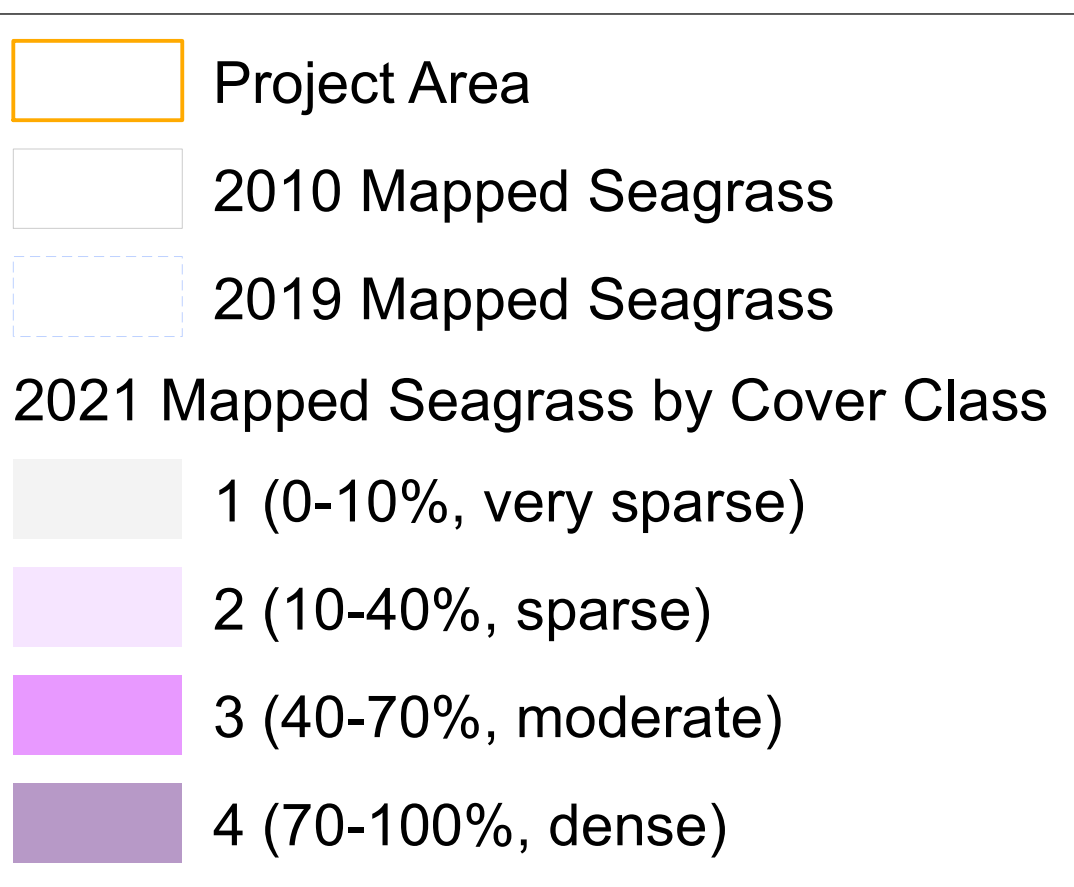 Project Area
2010 Mapped Seagrass
2019 Mapped Seagrass
2021 Mapped Seagrass by Cover Class
1 (0-10%, very sparse)
2 (10-40%, sparse)
3 (40-70%, moderate)
4 (70-100%, dense)